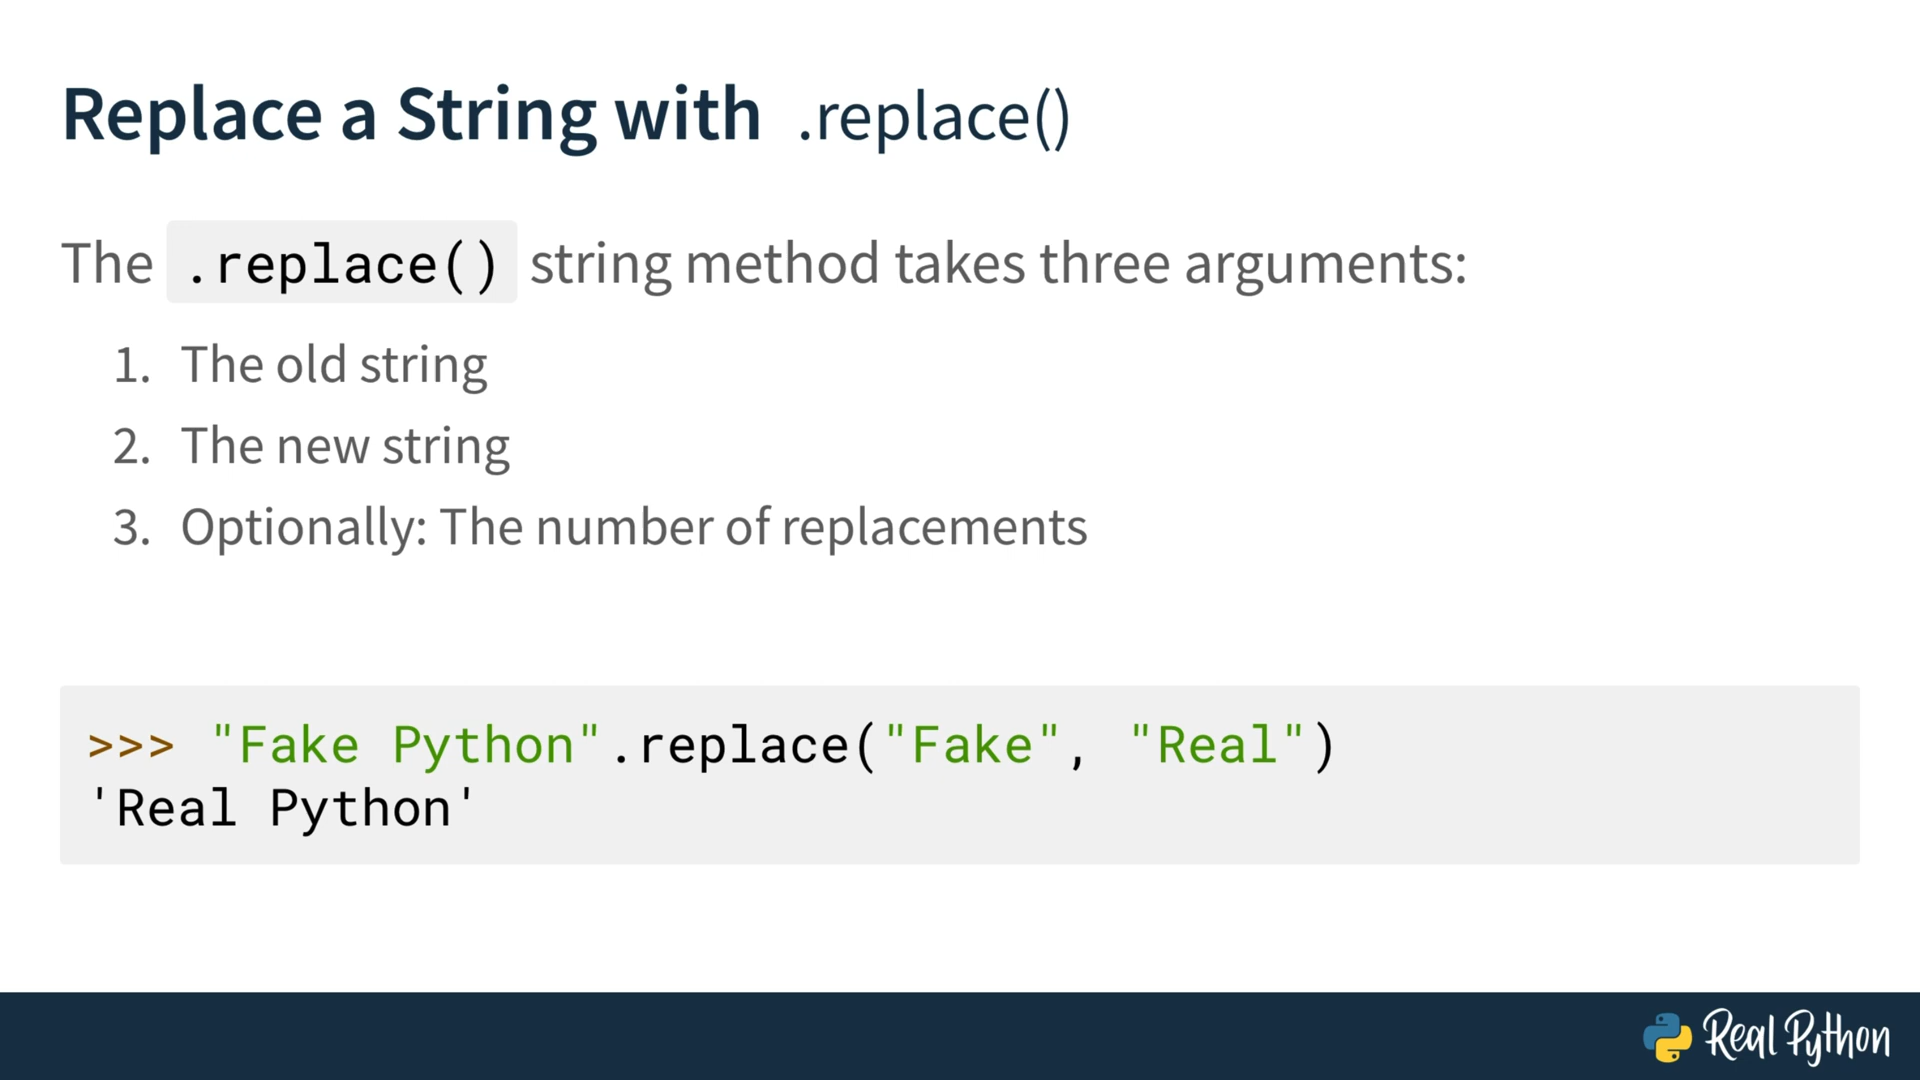 Replace a String with .replace()
The .replace() string method takes three arguments:
1. The old string
2. The new string
3. Optionally: The number of replacements
>>> "Fake Python".replace("Fake", "Real")
'Real Python'
Real Python